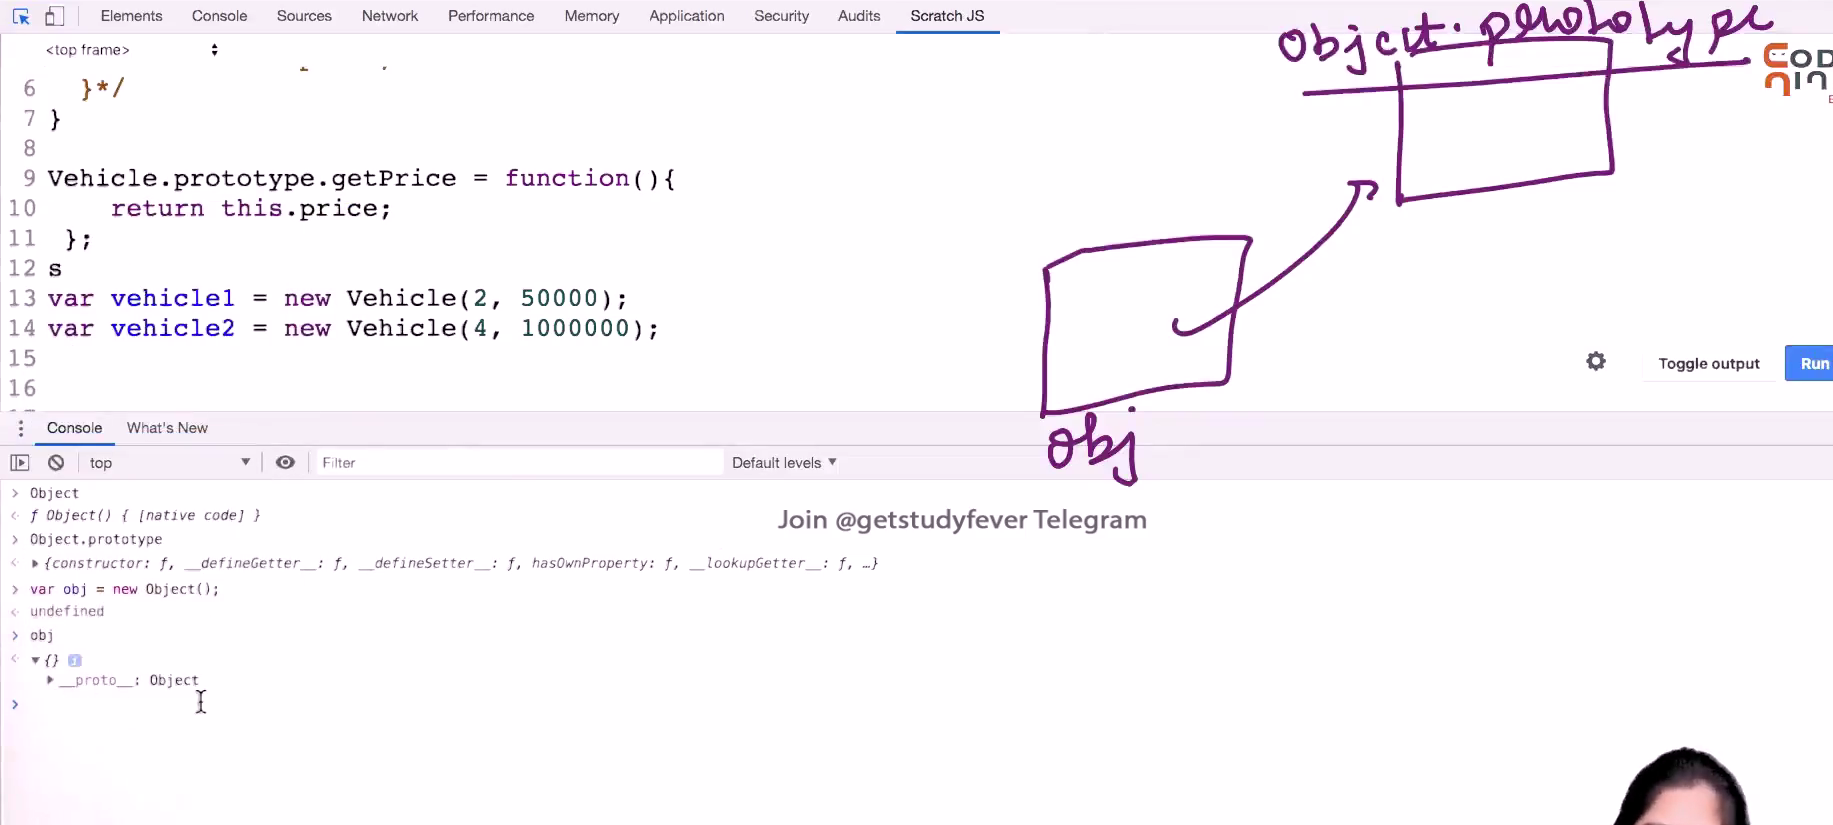 Elements Console Sources Network Performance Memory Application Security Audits Scratch JS
Object.prototype
<top frame>
COD
NIN
E
6 }*/
7 }
8
9 Vehicle.prototype.getPrice = function(){
10 return this.price;
11 };
12 s
13 var vehicle1 = new Vehicle(2, 50000);
14 var vehicle2 = new Vehicle(4, 1000000);
15
16
Toggle output Run
obj
Console What's New
top Filter Default levels ▼
> Object
< ƒ Object() { [native code] }
> Object.prototype
< ▶{constructor: ƒ, __defineGetter__: ƒ, __defineSetter__: ƒ, hasOwnProperty: ƒ, __lookupGetter__: ƒ, …}
> var obj = new Object();
< undefined
> obj
< ▼{} i
▶__proto__: Object
>
Join @getstudyfever Telegram